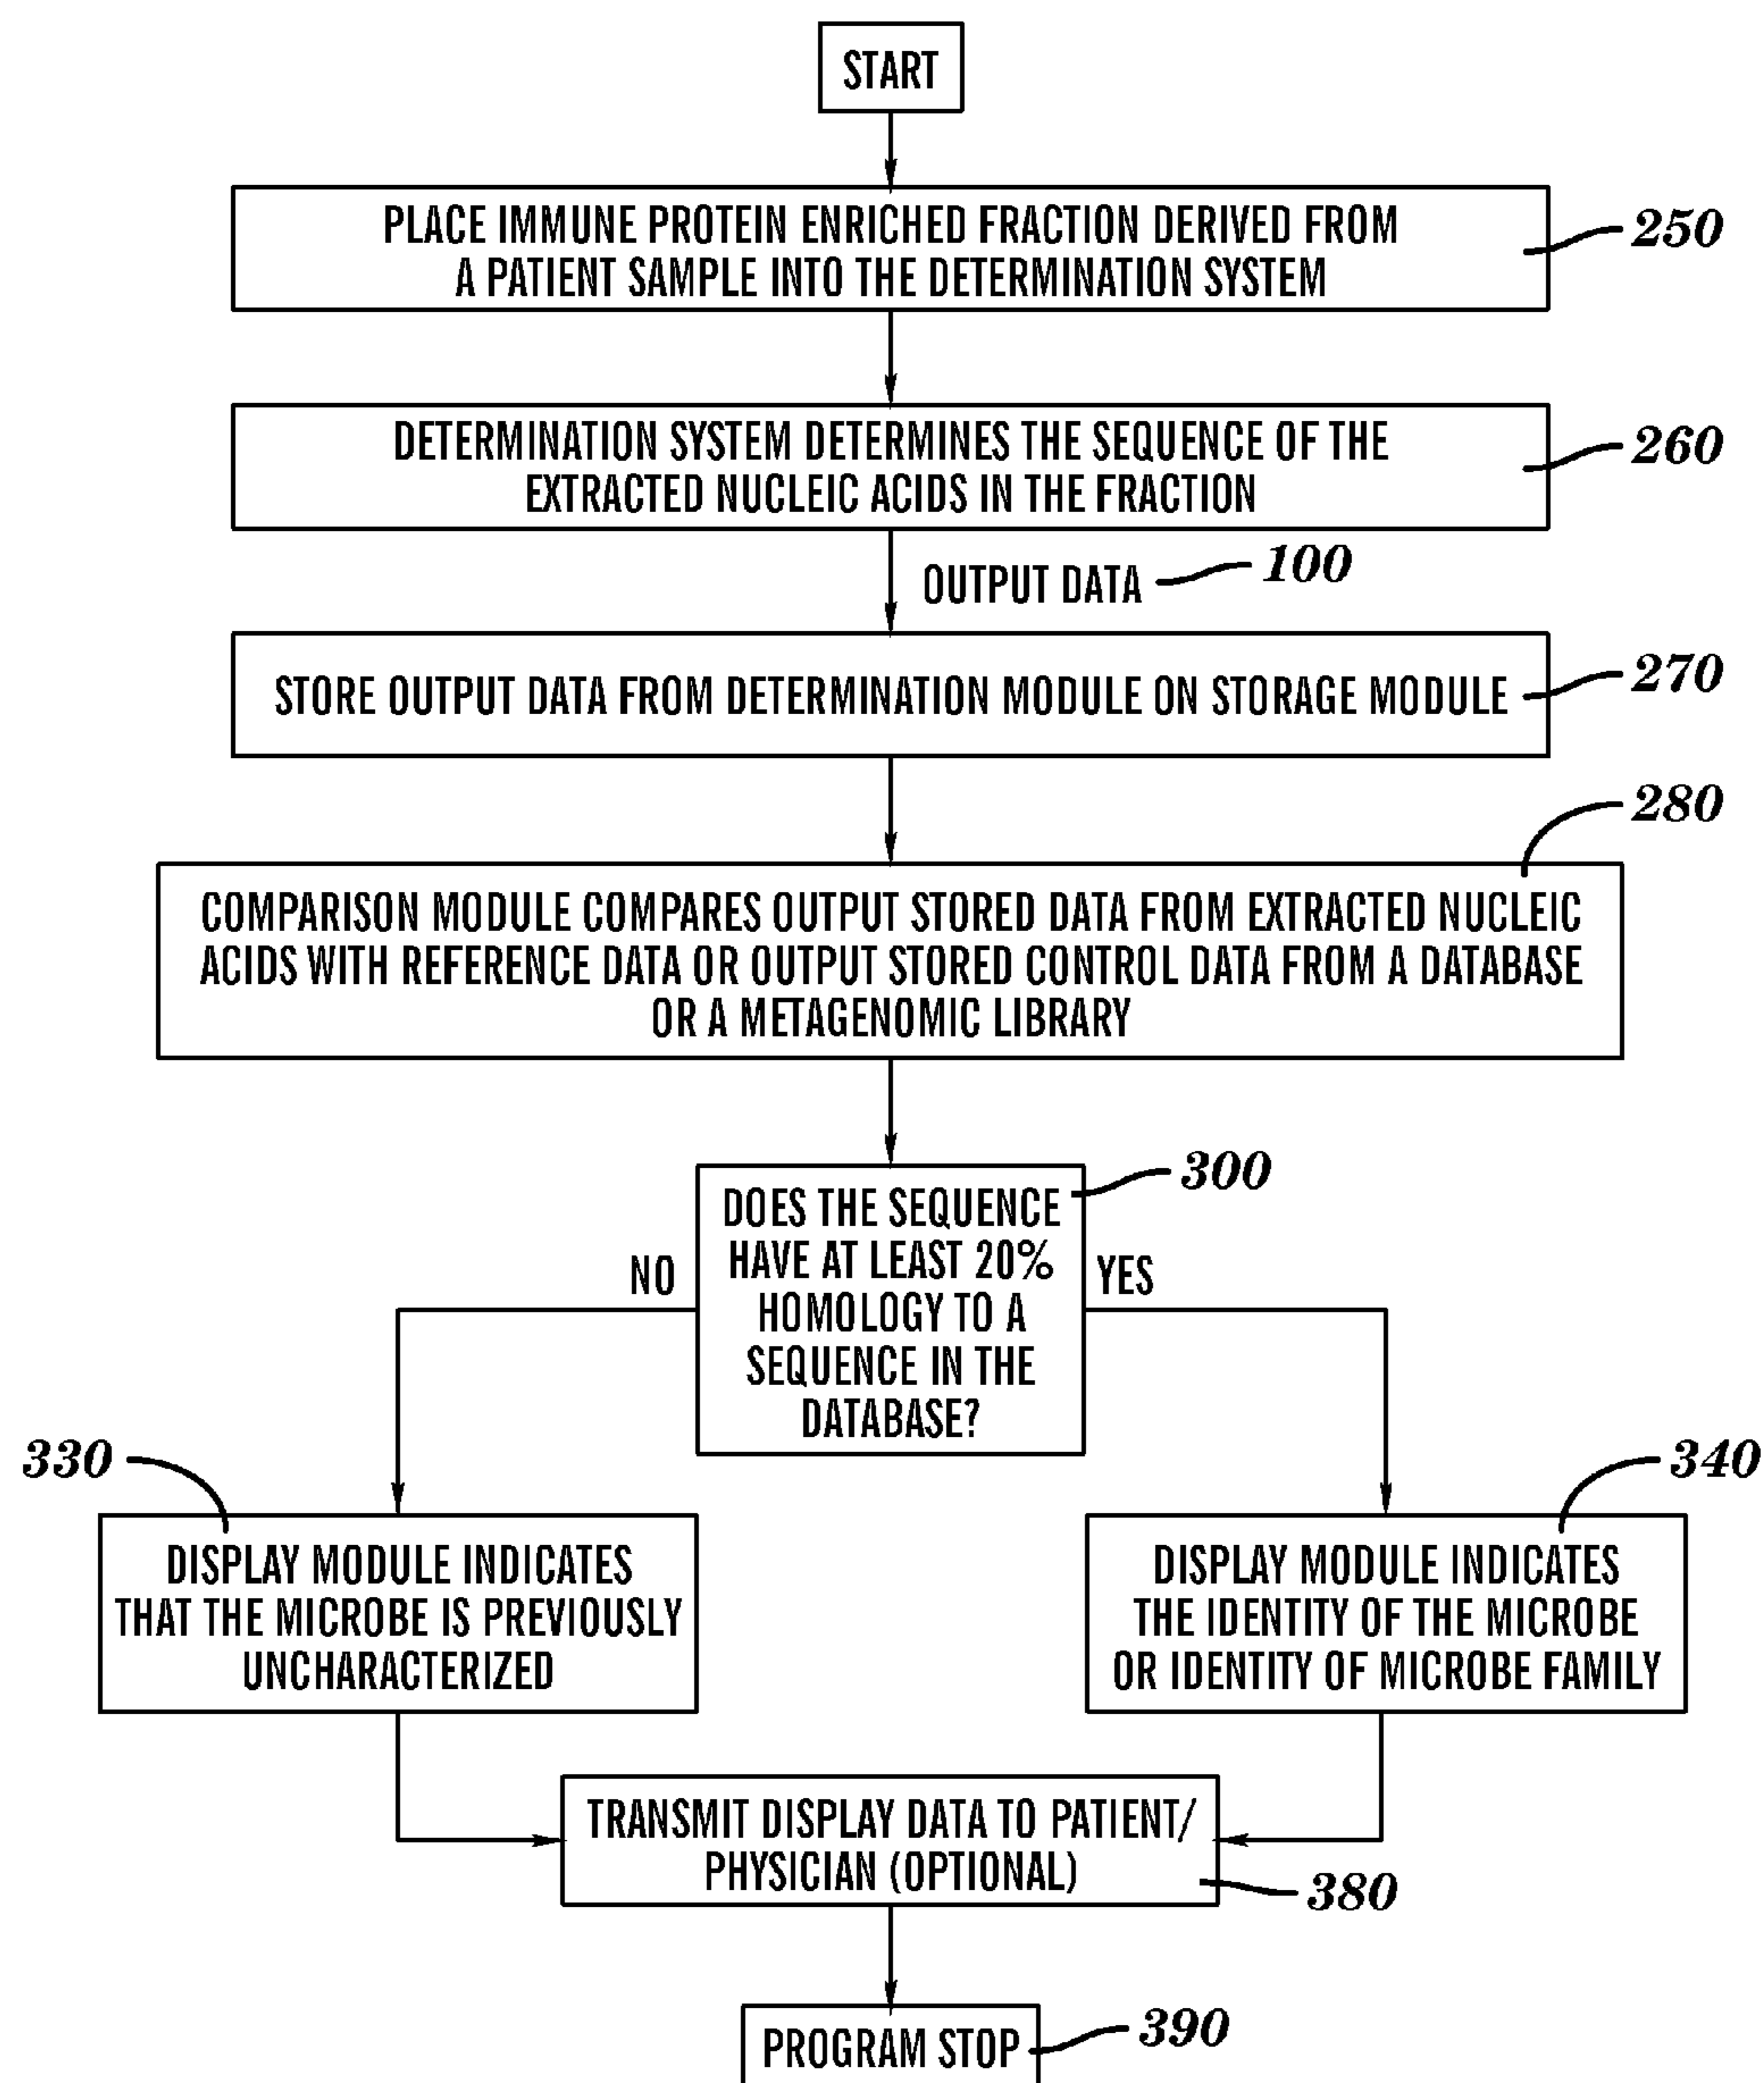 START
PLACE IMMUNE PROTEIN ENRICHED FRACTION DERIVED FROM
A PATIENT SAMPLE INTO THE DETERMINATION SYSTEM
250
DETERMINATION SYSTEM DETERMINES THE SEQUENCE OF THE
EXTRACTED NUCLEIC ACIDS IN THE FRACTION
260
OUTPUT DATA
100
STORE OUTPUT DATA FROM DETERMINATION MODULE ON STORAGE MODULE
270
280
COMPARISON MODULE COMPARES OUTPUT STORED DATA FROM EXTRACTED NUCLEIC
ACIDS WITH REFERENCE DATA OR OUTPUT STORED CONTROL DATA FROM A DATABASE
OR A METAGENOMIC LIBRARY
300
DOES THE SEQUENCE
HAVE AT LEAST 20%
HOMOLOGY TO A
SEQUENCE IN THE
DATABASE?
NO
YES
330
DISPLAY MODULE INDICATES
THAT THE MICROBE IS PREVIOUSLY
UNCHARACTERIZED
340
DISPLAY MODULE INDICATES
THE IDENTITY OF THE MICROBE
OR IDENTITY OF MICROBE FAMILY
TRANSMIT DISPLAY DATA TO PATIENT/
PHYSICIAN (OPTIONAL)
380
PROGRAM STOP
390